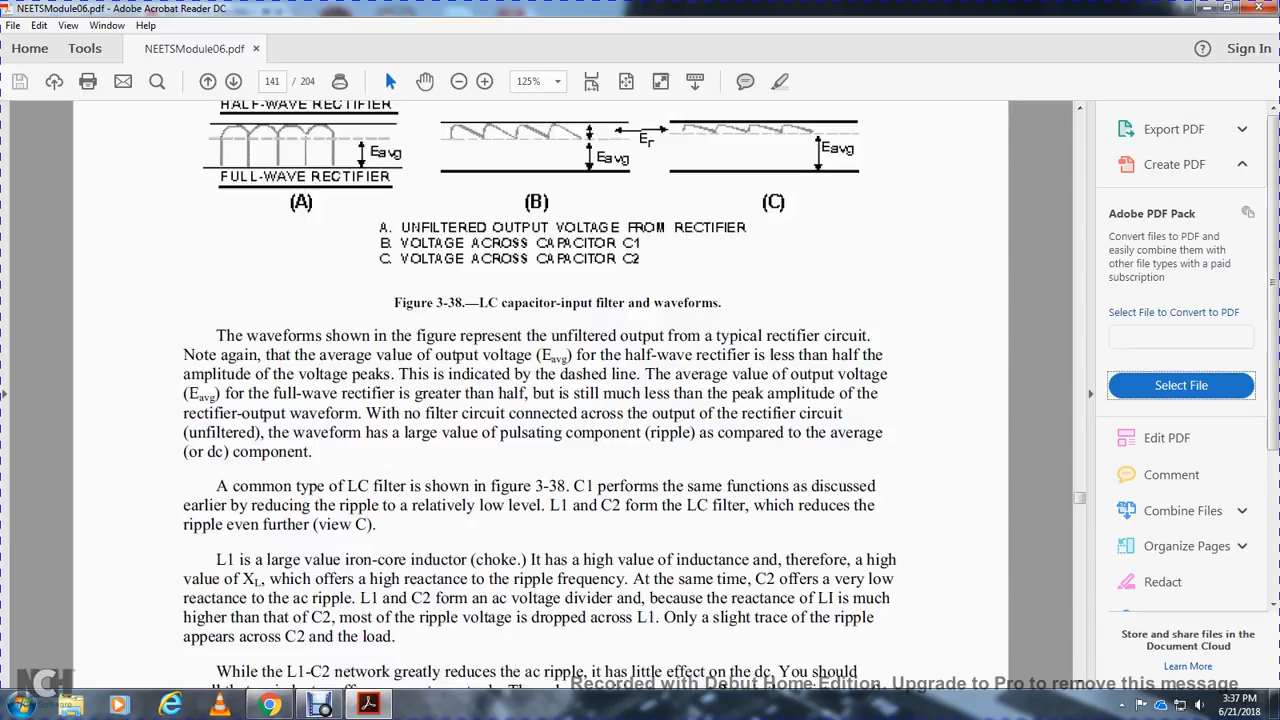 NEETSModule06.pdf - Adobe Acrobat Reader DC
File Edit View Window Help
Home Tools NEETSModule06.pdf × Sign In
141 / 204 125%
HALF-WAVE RECTIFIER
Eavg
FULL-WAVE RECTIFIER
Eavg
Er
Eavg
(A) (B) (C)
A. UNFILTERED OUTPUT VOLTAGE FROM RECTIFIER
B. VOLTAGE ACROSS CAPACITOR C1
C. VOLTAGE ACROSS CAPACITOR C2
Figure 3-38.—LC capacitor-input filter and waveforms.
The waveforms shown in the figure represent the unfiltered output from a typical rectifier circuit.
Note again, that the average value of output voltage (Eavg) for the half-wave rectifier is less than half the
amplitude of the voltage peaks. This is indicated by the dashed line. The average value of output voltage
(Eavg) for the full-wave rectifier is greater than half, but is still much less than the peak amplitude of the
rectifier-output waveform. With no filter circuit connected across the output of the rectifier circuit
(unfiltered), the waveform has a large value of pulsating component (ripple) as compared to the average
(or dc) component.
A common type of LC filter is shown in figure 3-38. C1 performs the same functions as discussed
earlier by reducing the ripple to a relatively low level. L1 and C2 form the LC filter, which reduces the
ripple even further (view C).
L1 is a large value iron-core inductor (choke.) It has a high value of inductance and, therefore, a high
value of XL, which offers a high reactance to the ripple frequency. At the same time, C2 offers a very low
reactance to the ac ripple. L1 and C2 form an ac voltage divider and, because the reactance of LI is much
higher than that of C2, most of the ripple voltage is dropped across L1. Only a slight trace of the ripple
appears across C2 and the load.
While the L1-C2 network greatly reduces the ac ripple, it has little effect on the dc. You should
Export PDF
Create PDF
Adobe PDF Pack
Convert files to PDF and
easily combine them with
other file types with a paid
subscription
Select File to Convert to PDF
Select File
Edit PDF
Comment
Combine Files
Organize Pages
Redact
Store and share files in the
Document Cloud
Learn More
NCH
Software
Recorded with Debut Home Edition. Upgrade to Pro to remove this message
3:37 PM
6/21/2018